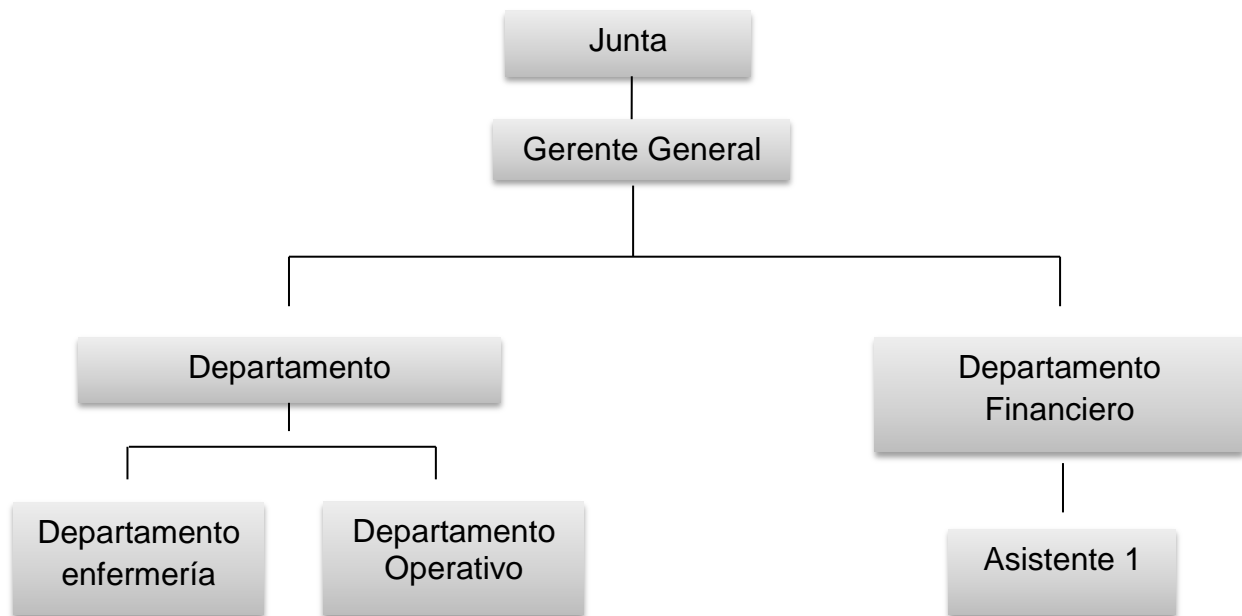 Junta
Gerente General
Departamento
Departamento
Financiero
Departamento
enfermería
Departamento
Operativo
Asistente 1